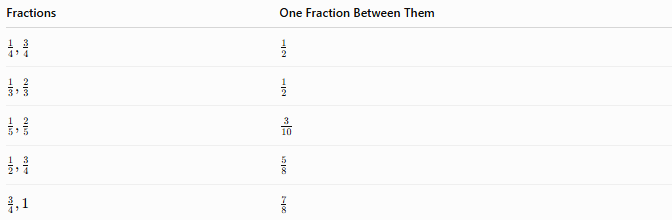 Fractions One Fraction Between Them
1/4, 3/4 1/2
1/3, 2/3 1/2
1/5, 2/5 3/10
1/2, 3/4 5/8
3/4, 1 7/8